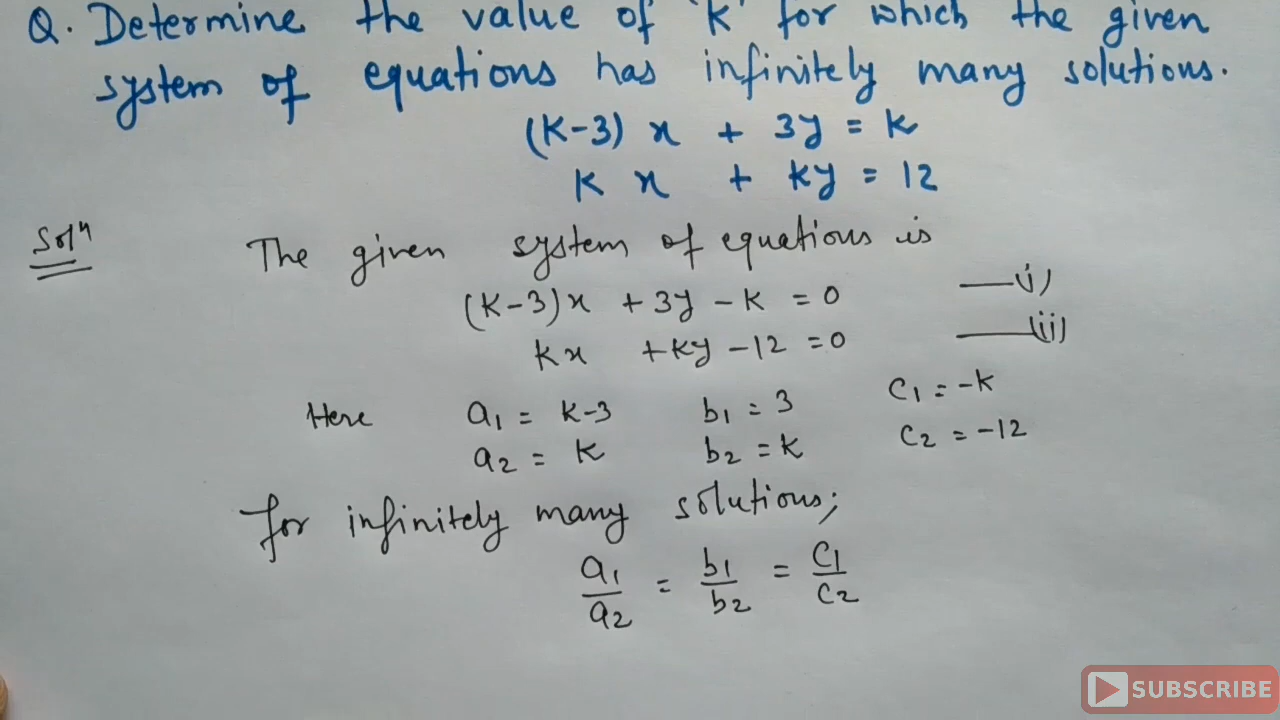 Q. Determine the value of 'K' for which the given
system of equations has infinitely many solutions.
(K-3) x + 3y = K
K x + Ky = 12
Solⁿ The given system of equations is
(K-3)x + 3y - K = 0 —(i)
Kx + Ky - 12 = 0 —(ii)
Here a₁ = K-3 b₁ = 3 C₁ = -K
a₂ = K b₂ = K C₂ = -12
for infinitely many solutions;
a₁/a₂ = b₁/b₂ = C₁/C₂
SUBSCRIBE